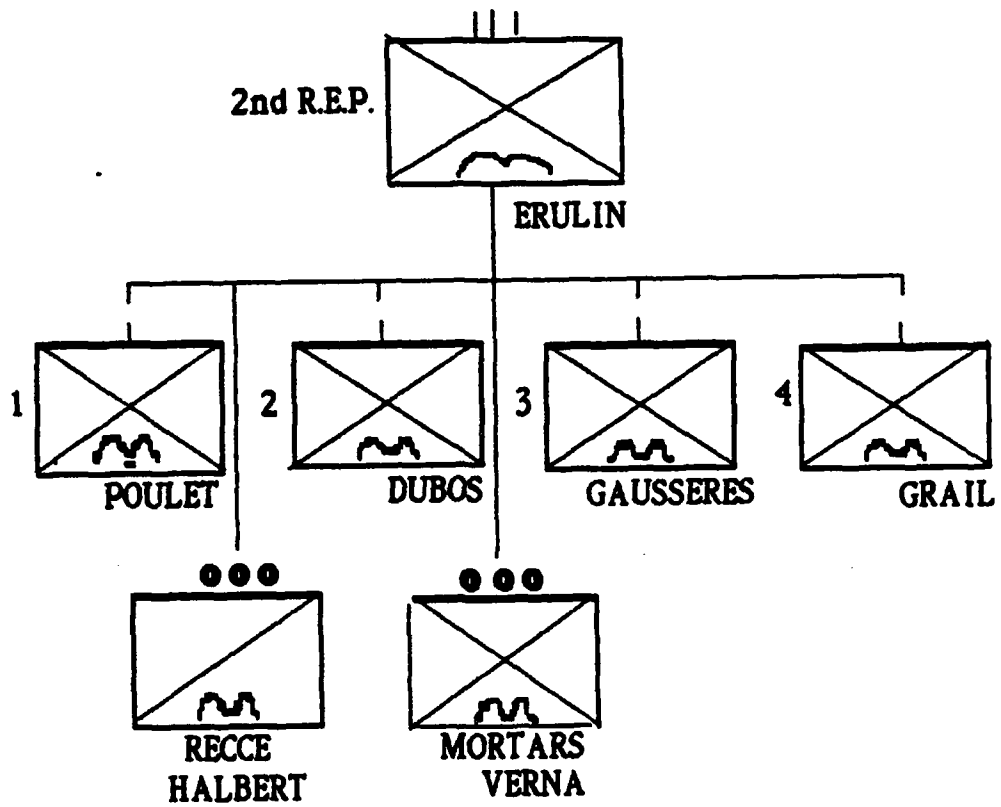 2nd R.E.P.
ERULIN
1
2
3
4
POULET
DUBOS
GAUSSERES
GRAIL
RECCE
HALBERT
MORTARS
VERNA